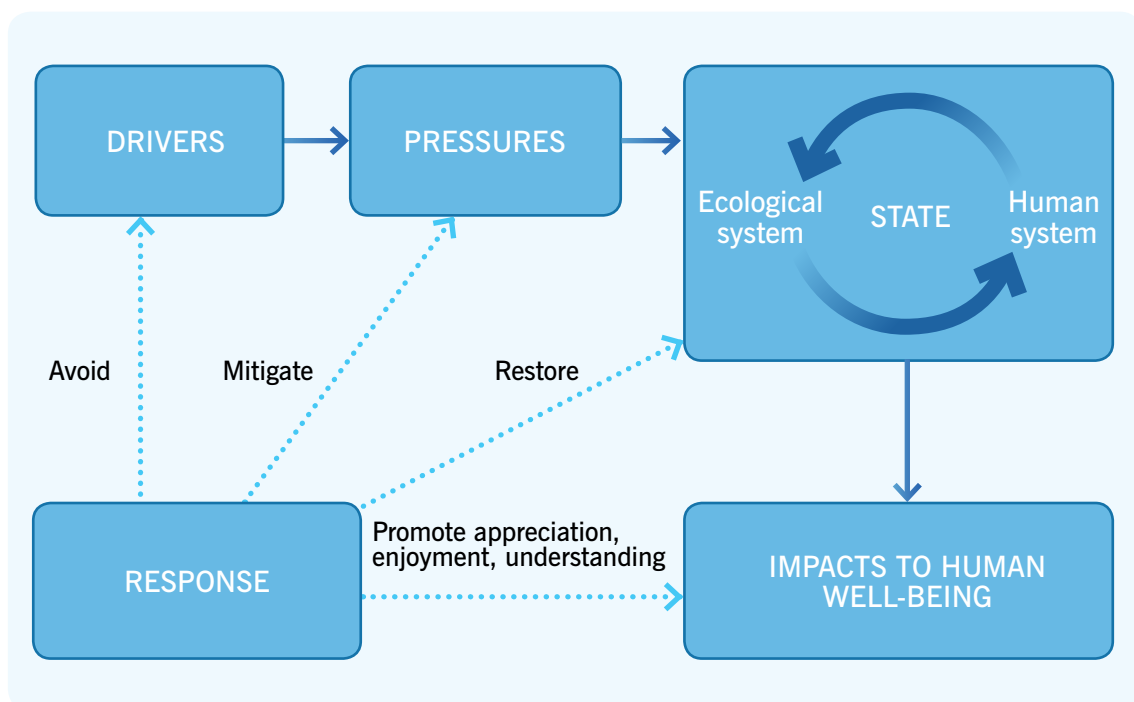 DRIVERS
PRESSURES
Ecological
system
STATE
Human
system
Avoid
Mitigate
Restore
RESPONSE
Promote appreciation,
enjoyment, understanding
IMPACTS TO HUMAN
WELL-BEING